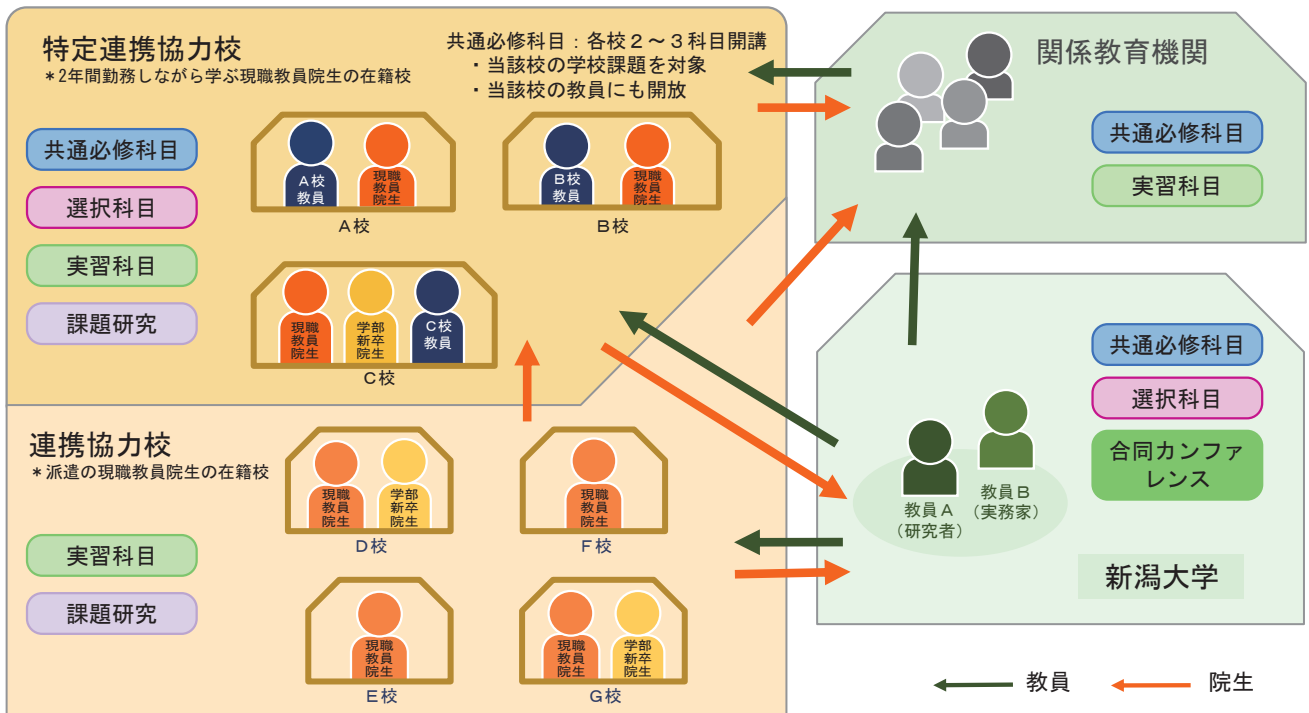 特定連携協力校
＊2年間勤務しながら学ぶ現職教員院生の在籍校
共通必修科目：各校２～３科目開講
・当該校の学校課題を対象
・当該校の教員にも開放
共通必修科目
選択科目
実習科目
課題研究
A校
教員
現職
教員
院生
A校
B校
教員
現職
教員
院生
B校
現職
教員
院生
学部
新卒
院生
C校
教員
C校
連携協力校
＊派遣の現職教員院生の在籍校
実習科目
課題研究
現職
教員
院生
学部
新卒
院生
D校
現職
教員
院生
F校
現職
教員
院生
E校
現職
教員
院生
学部
新卒
院生
G校
関係教育機関
共通必修科目
実習科目
共通必修科目
選択科目
合同カンファ
レンス
教員A
（研究者）
教員B
（実務家）
新潟大学
教員
院生